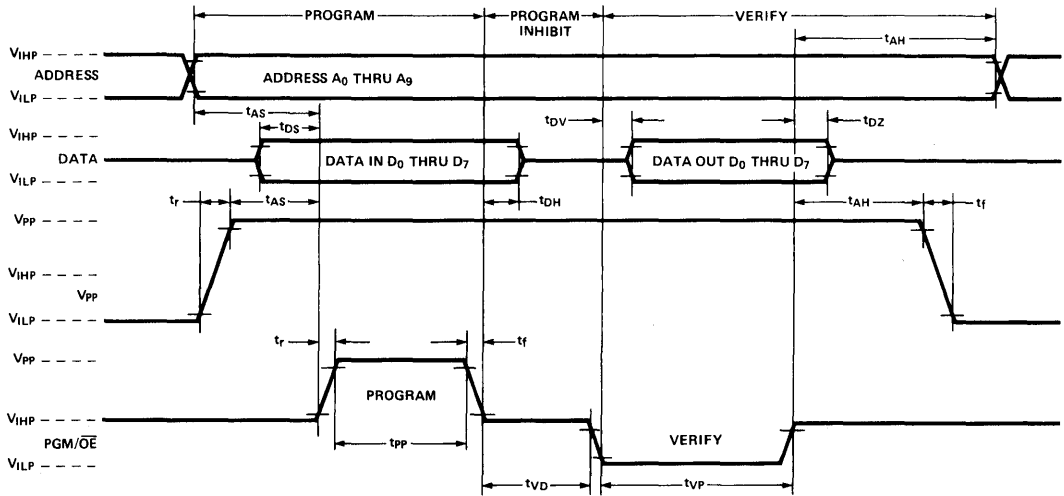 PROGRAM
PROGRAM INHIBIT
VERIFY
tAH
VIHP
ADDRESS
ADDRESS A0 THRU A9
VILP
tAS
tDS
tDV
tDZ
VIHP
DATA
DATA IN D0 THRU D7
DATA OUT D0 THRU D7
VILP
tr
tAS
tDH
tAH
tf
VPP
VIHP
VPP
VILP
tr
tf
VPP
PROGRAM
VIHP
PGM/OE
tPP
VERIFY
VILP
tVD
tVP